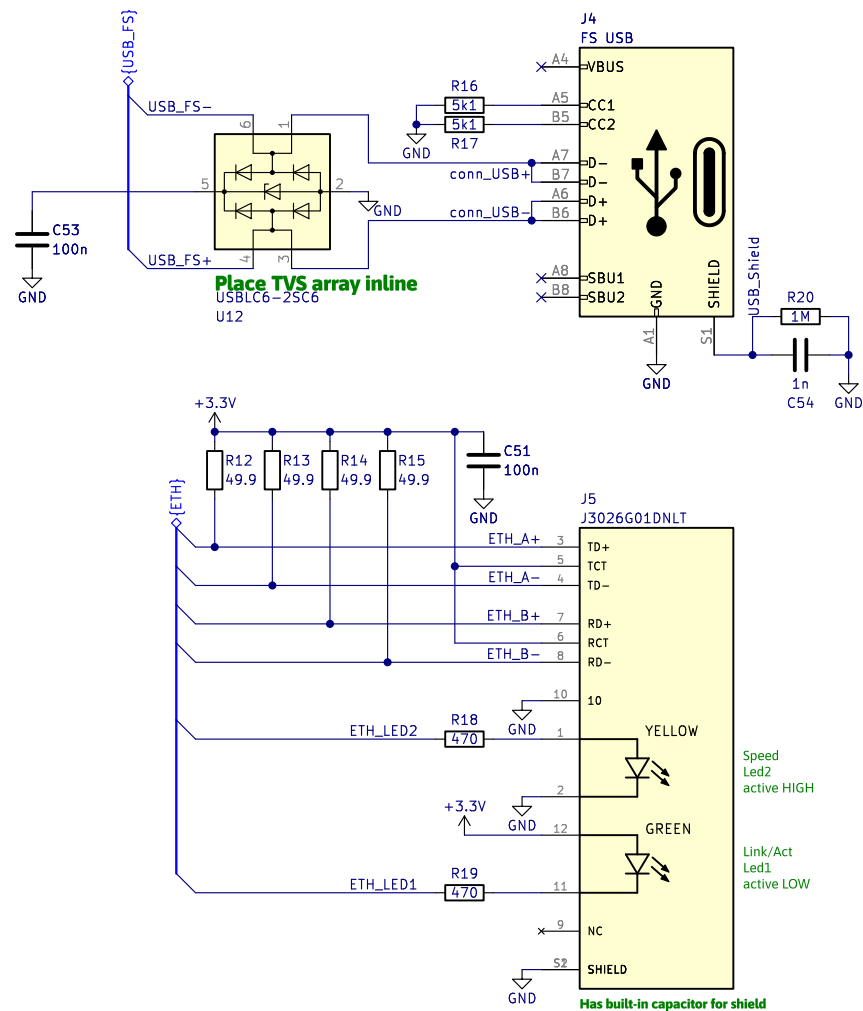 {USB_FS}
J4
FS USB
USB_FS-
6
1
5
2
4
3
GND
Place TVS array inline
USBLC6-2SC6
U12
USB_FS+
C53
100n
GND
R16
5k1
5k1
R17
GND
conn_USB+
conn_USB-
A4
VBUS
A5
CC1
B5
CC2
A7
D-
B7
D-
A6
D+
B6
D+
A8
SBU1
B8
SBU2
GND
A1
GND
SHIELD
S1
USB_Shield
R20
1M
1n
C54
GND
+3.3V
R12
49.9
R13
49.9
R14
49.9
R15
49.9
C51
100n
GND
{ETH}
J5
J3026G01DNLT
ETH_A+
3
TD+
5
TCT
ETH_A-
4
TD-
ETH_B+
7
RD+
6
RCT
ETH_B-
8
RD-
10
10
GND
ETH_LED2
R18
470
1
YELLOW
2
GND
Speed
Led2
active HIGH
+3.3V
12
GREEN
ETH_LED1
R19
470
11
Link/Act
Led1
active LOW
9
NC
SHIELD
GND
Has built-in capacitor for shield